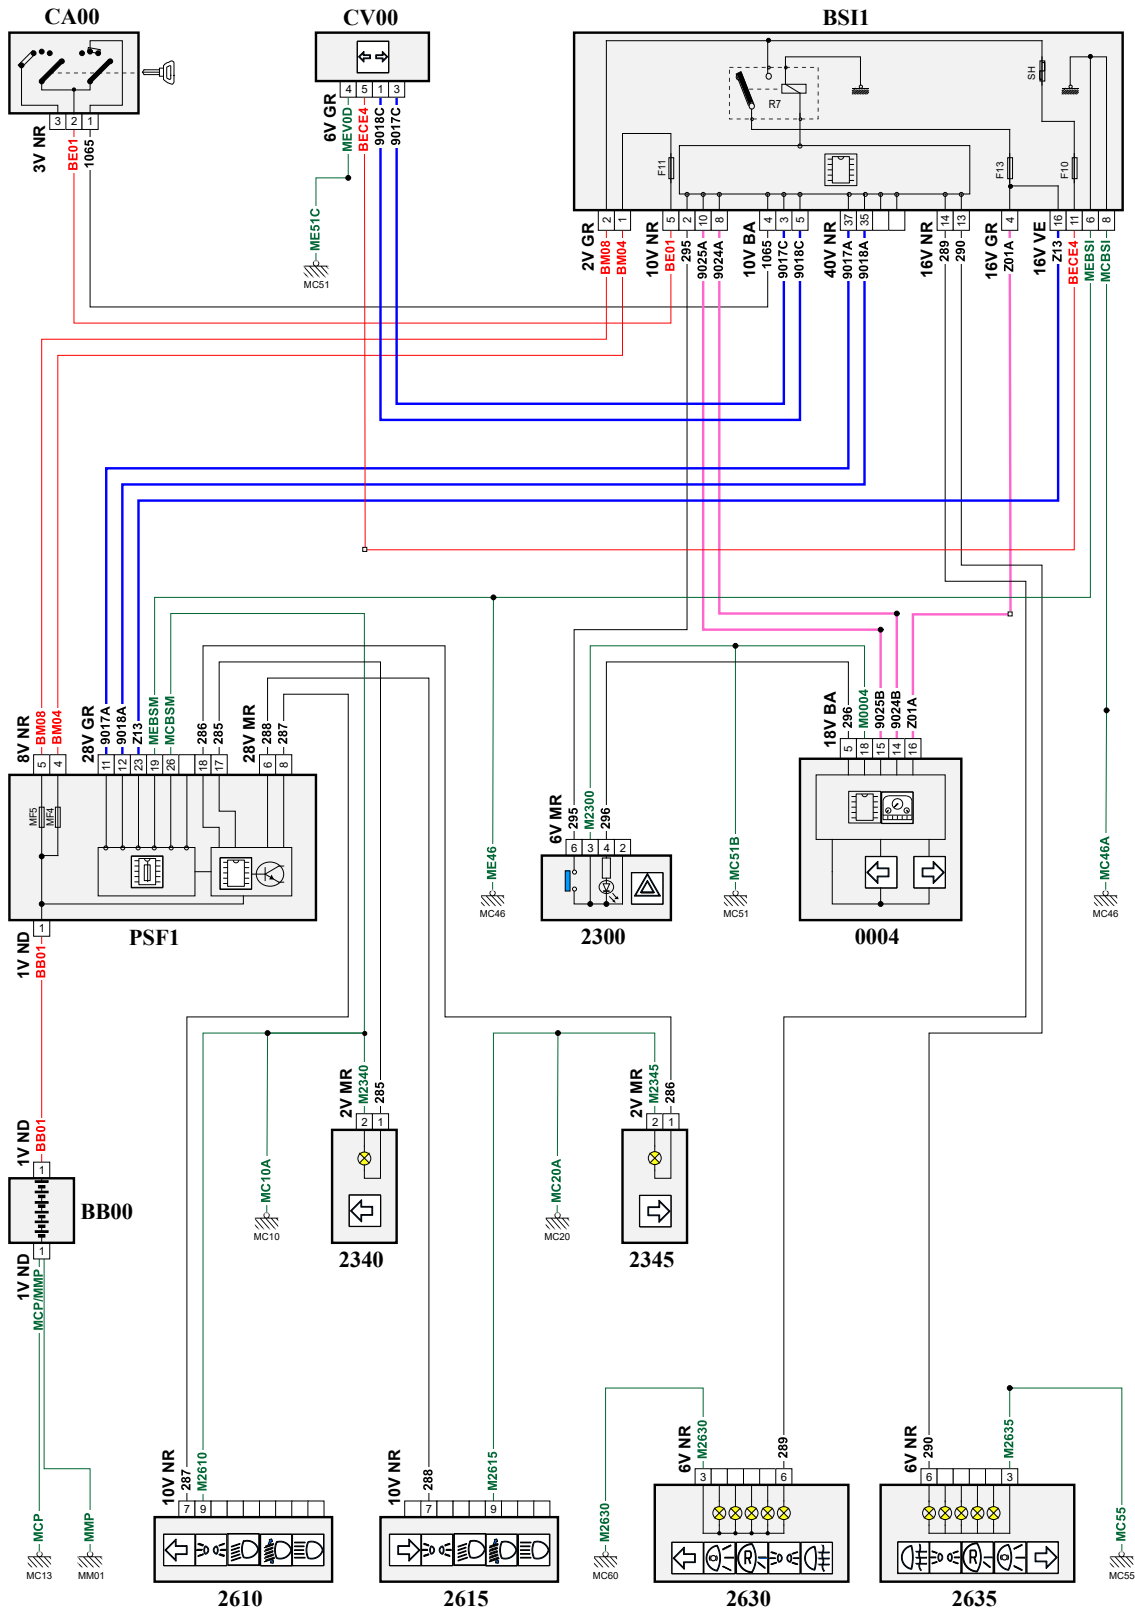 CA00
CV00
BSI1
SH
R7
F11
F13
F10
3 2 1
3V NR
BE01
1065
4 5 1 3
6V GR
MEV0D
BECE4
9018C
9017C
ME51C
MC51
2 1
2V GR
BM08
BM04
5 2 10 8
10V NR
BE01
295
9025A
9024A
4 3 5
10V BA
1065
9017C
9018C
37 35
40V NR
9017A
9018A
14 13
16V NR
289
290
4
16V GR
Z01A
16 11 6 8
16V VE
Z13
BECE4
MEBSI
MCBSI
8V NR
BM08
BM04
5 4
28V GR
9017A
9018A
Z13
MEBSM
MCBSM
286
285
11 12 23 19 26 18 17
28V MR
288
287
6 8
MF5
MF4
PSF1
1
1V ND
BB01
ME46
MC46
6V MR
295
M2300
296
6 3 4 2
2300
MC51B
MC51
18V BA
296
M0004
9025B
9024B
Z01A
5 18 15 14 16
0004
MC46A
MC46
1V ND
BB01
1
BB00
1
1V ND
MCP/MMP
MC10A
MC10
2V MR
M2340
285
2 1
2340
MC20A
MC20
2V MR
M2345
286
2 1
2345
MCP
MC13
MMP
MM01
10V NR
287
M2610
7 9
2610
10V NR
288
M2615
7 9
2615
M2630
MC60
6V NR
M2630
289
3 6
R
2630
6V NR
290
M2635
6 3
R
2635
MC55
MC55